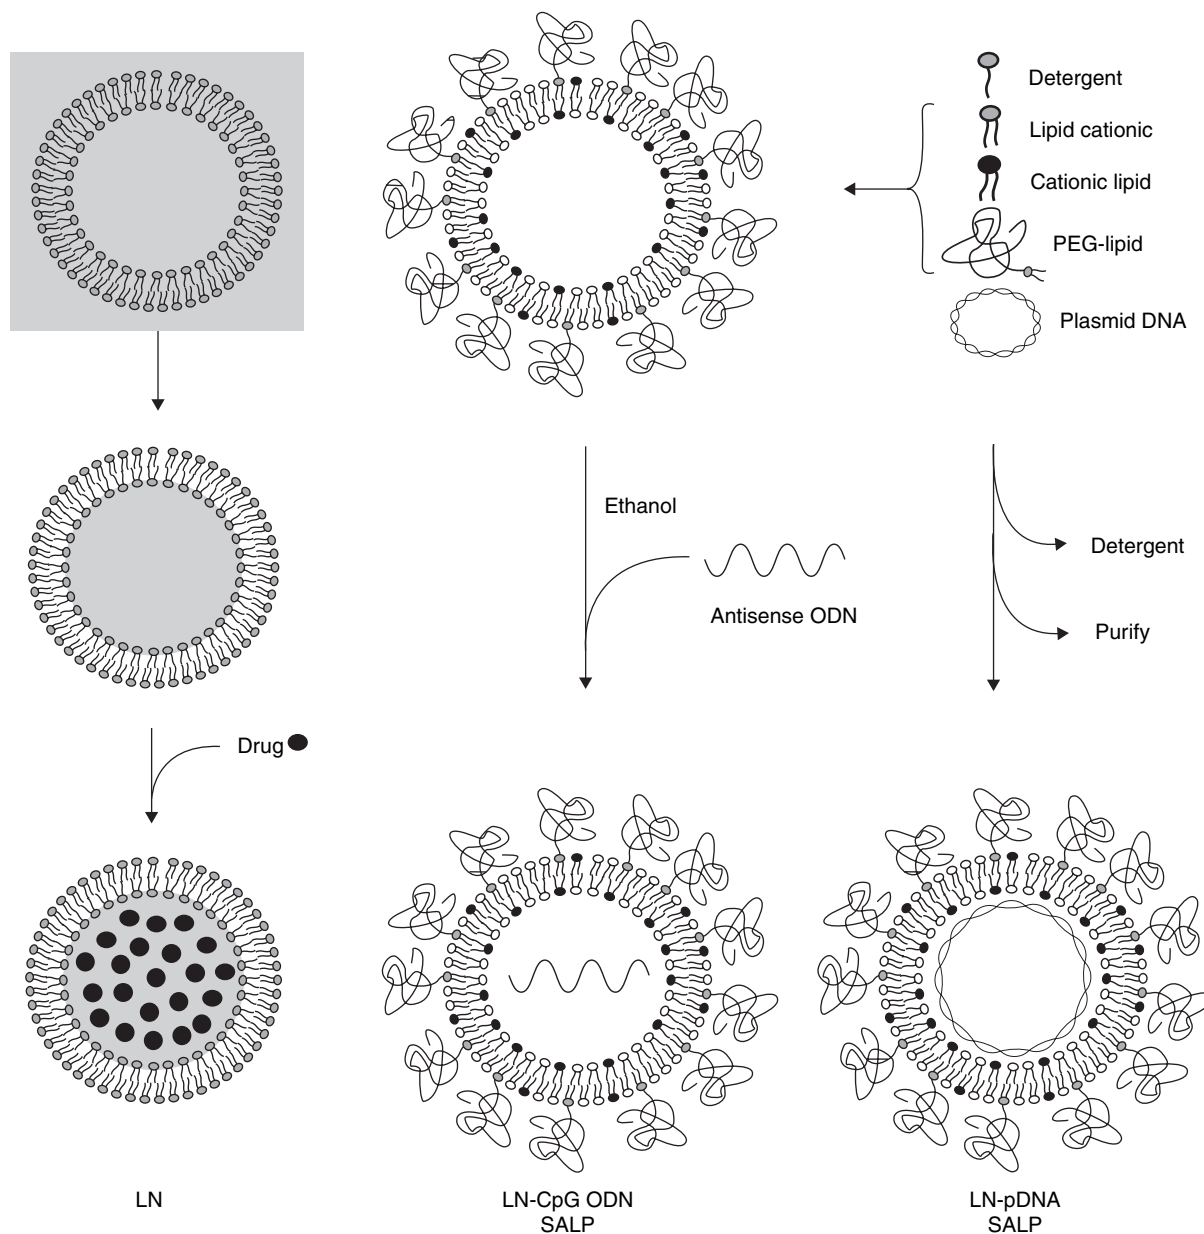 Detergent
Lipid cationic
Cationic lipid
PEG-lipid
Plasmid DNA
Ethanol
Antisense ODN
Detergent
Purify
Drug
LN
LN-CpG ODN
SALP
LN-pDNA
SALP